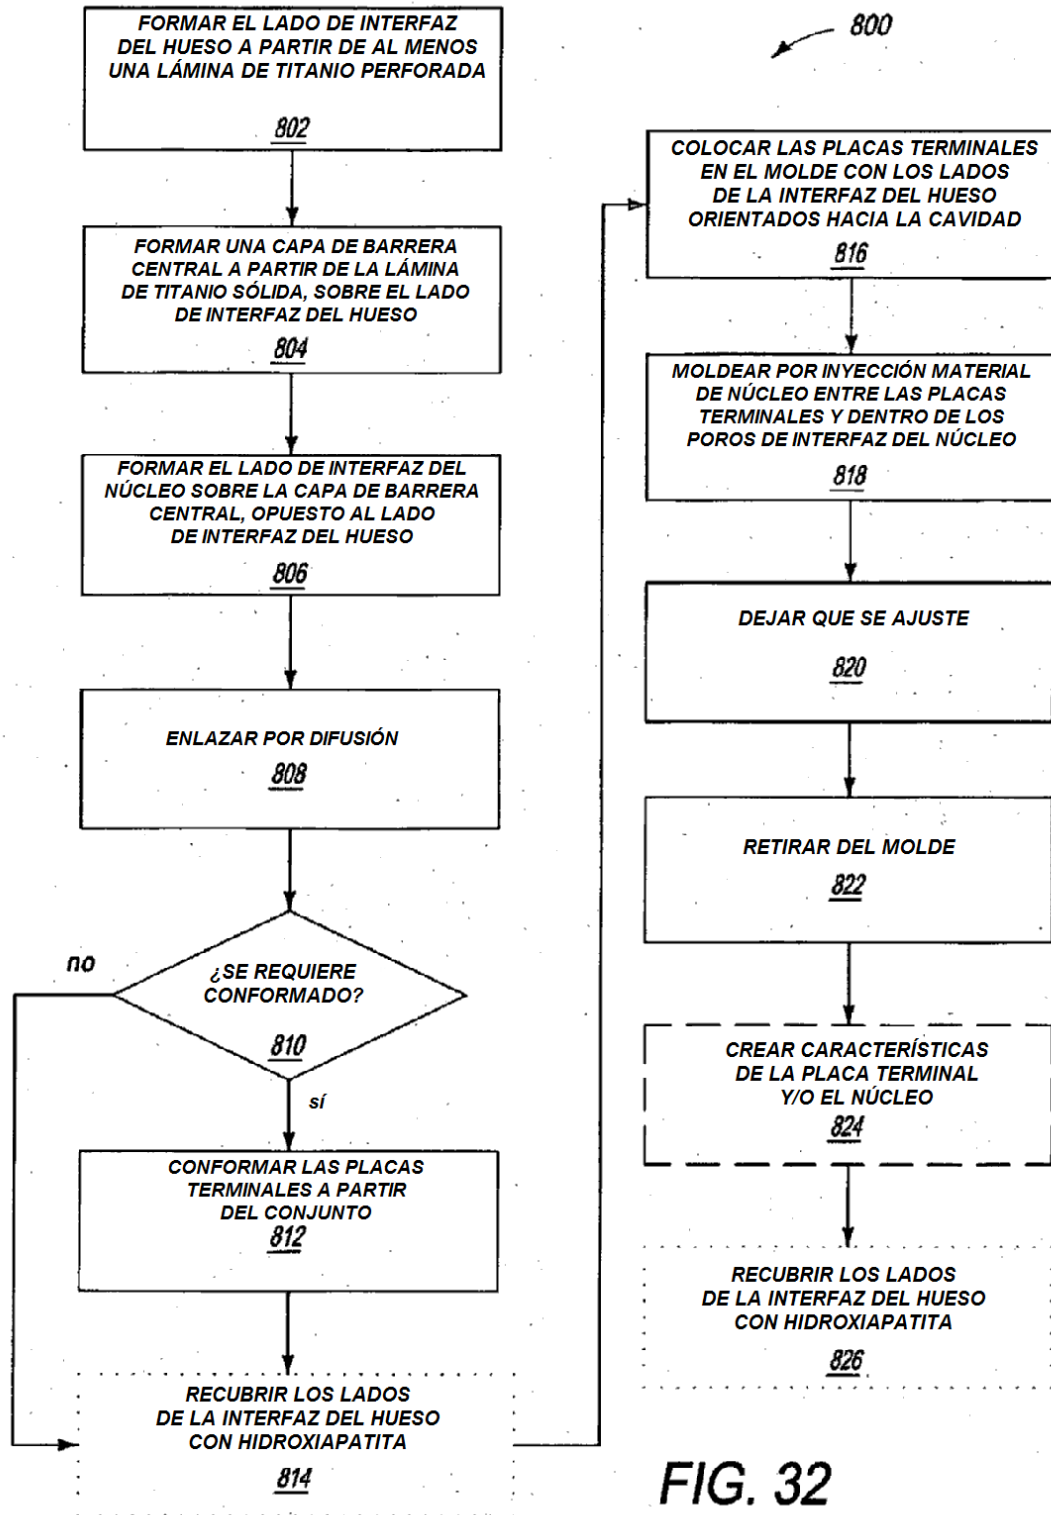 FORMAR EL LADO DE INTERFAZ
DEL HUESO A PARTIR DE AL MENOS
UNA LÁMINA DE TITANIO PERFORADA
802
FORMAR UNA CAPA DE BARRERA
CENTRAL A PARTIR DE LA LÁMINA
DE TITANIO SÓLIDA, SOBRE EL LADO
DE INTERFAZ DEL HUESO
804
FORMAR EL LADO DE INTERFAZ DEL
NÚCLEO SOBRE LA CAPA DE BARRERA
CENTRAL, OPUESTO AL LADO
DE INTERFAZ DEL HUESO
806
ENLAZAR POR DIFUSIÓN
808
no
¿SE REQUIERE
CONFORMADO?
810
sí
CONFORMAR LAS PLACAS
TERMINALES A PARTIR
DEL CONJUNTO
812
RECUBRIR LOS LADOS
DE LA INTERFAZ DEL HUESO
CON HIDROXIAPATITA
814
800
COLOCAR LAS PLACAS TERMINALES
EN EL MOLDE CON LOS LADOS
DE LA INTERFAZ DEL HUESO
ORIENTADOS HACIA LA CAVIDAD
816
MOLDEAR POR INYECCIÓN MATERIAL
DE NÚCLEO ENTRE LAS PLACAS
TERMINALES Y DENTRO DE LOS
POROS DE INTERFAZ DEL NÚCLEO
818
DEJAR QUE SE AJUSTE
820
RETIRAR DEL MOLDE
822
CREAR CARACTERÍSTICAS
DE LA PLACA TERMINAL
Y/O EL NÚCLEO
824
RECUBRIR LOS LADOS
DE LA INTERFAZ DEL HUESO
CON HIDROXIAPATITA
826
FIG. 32